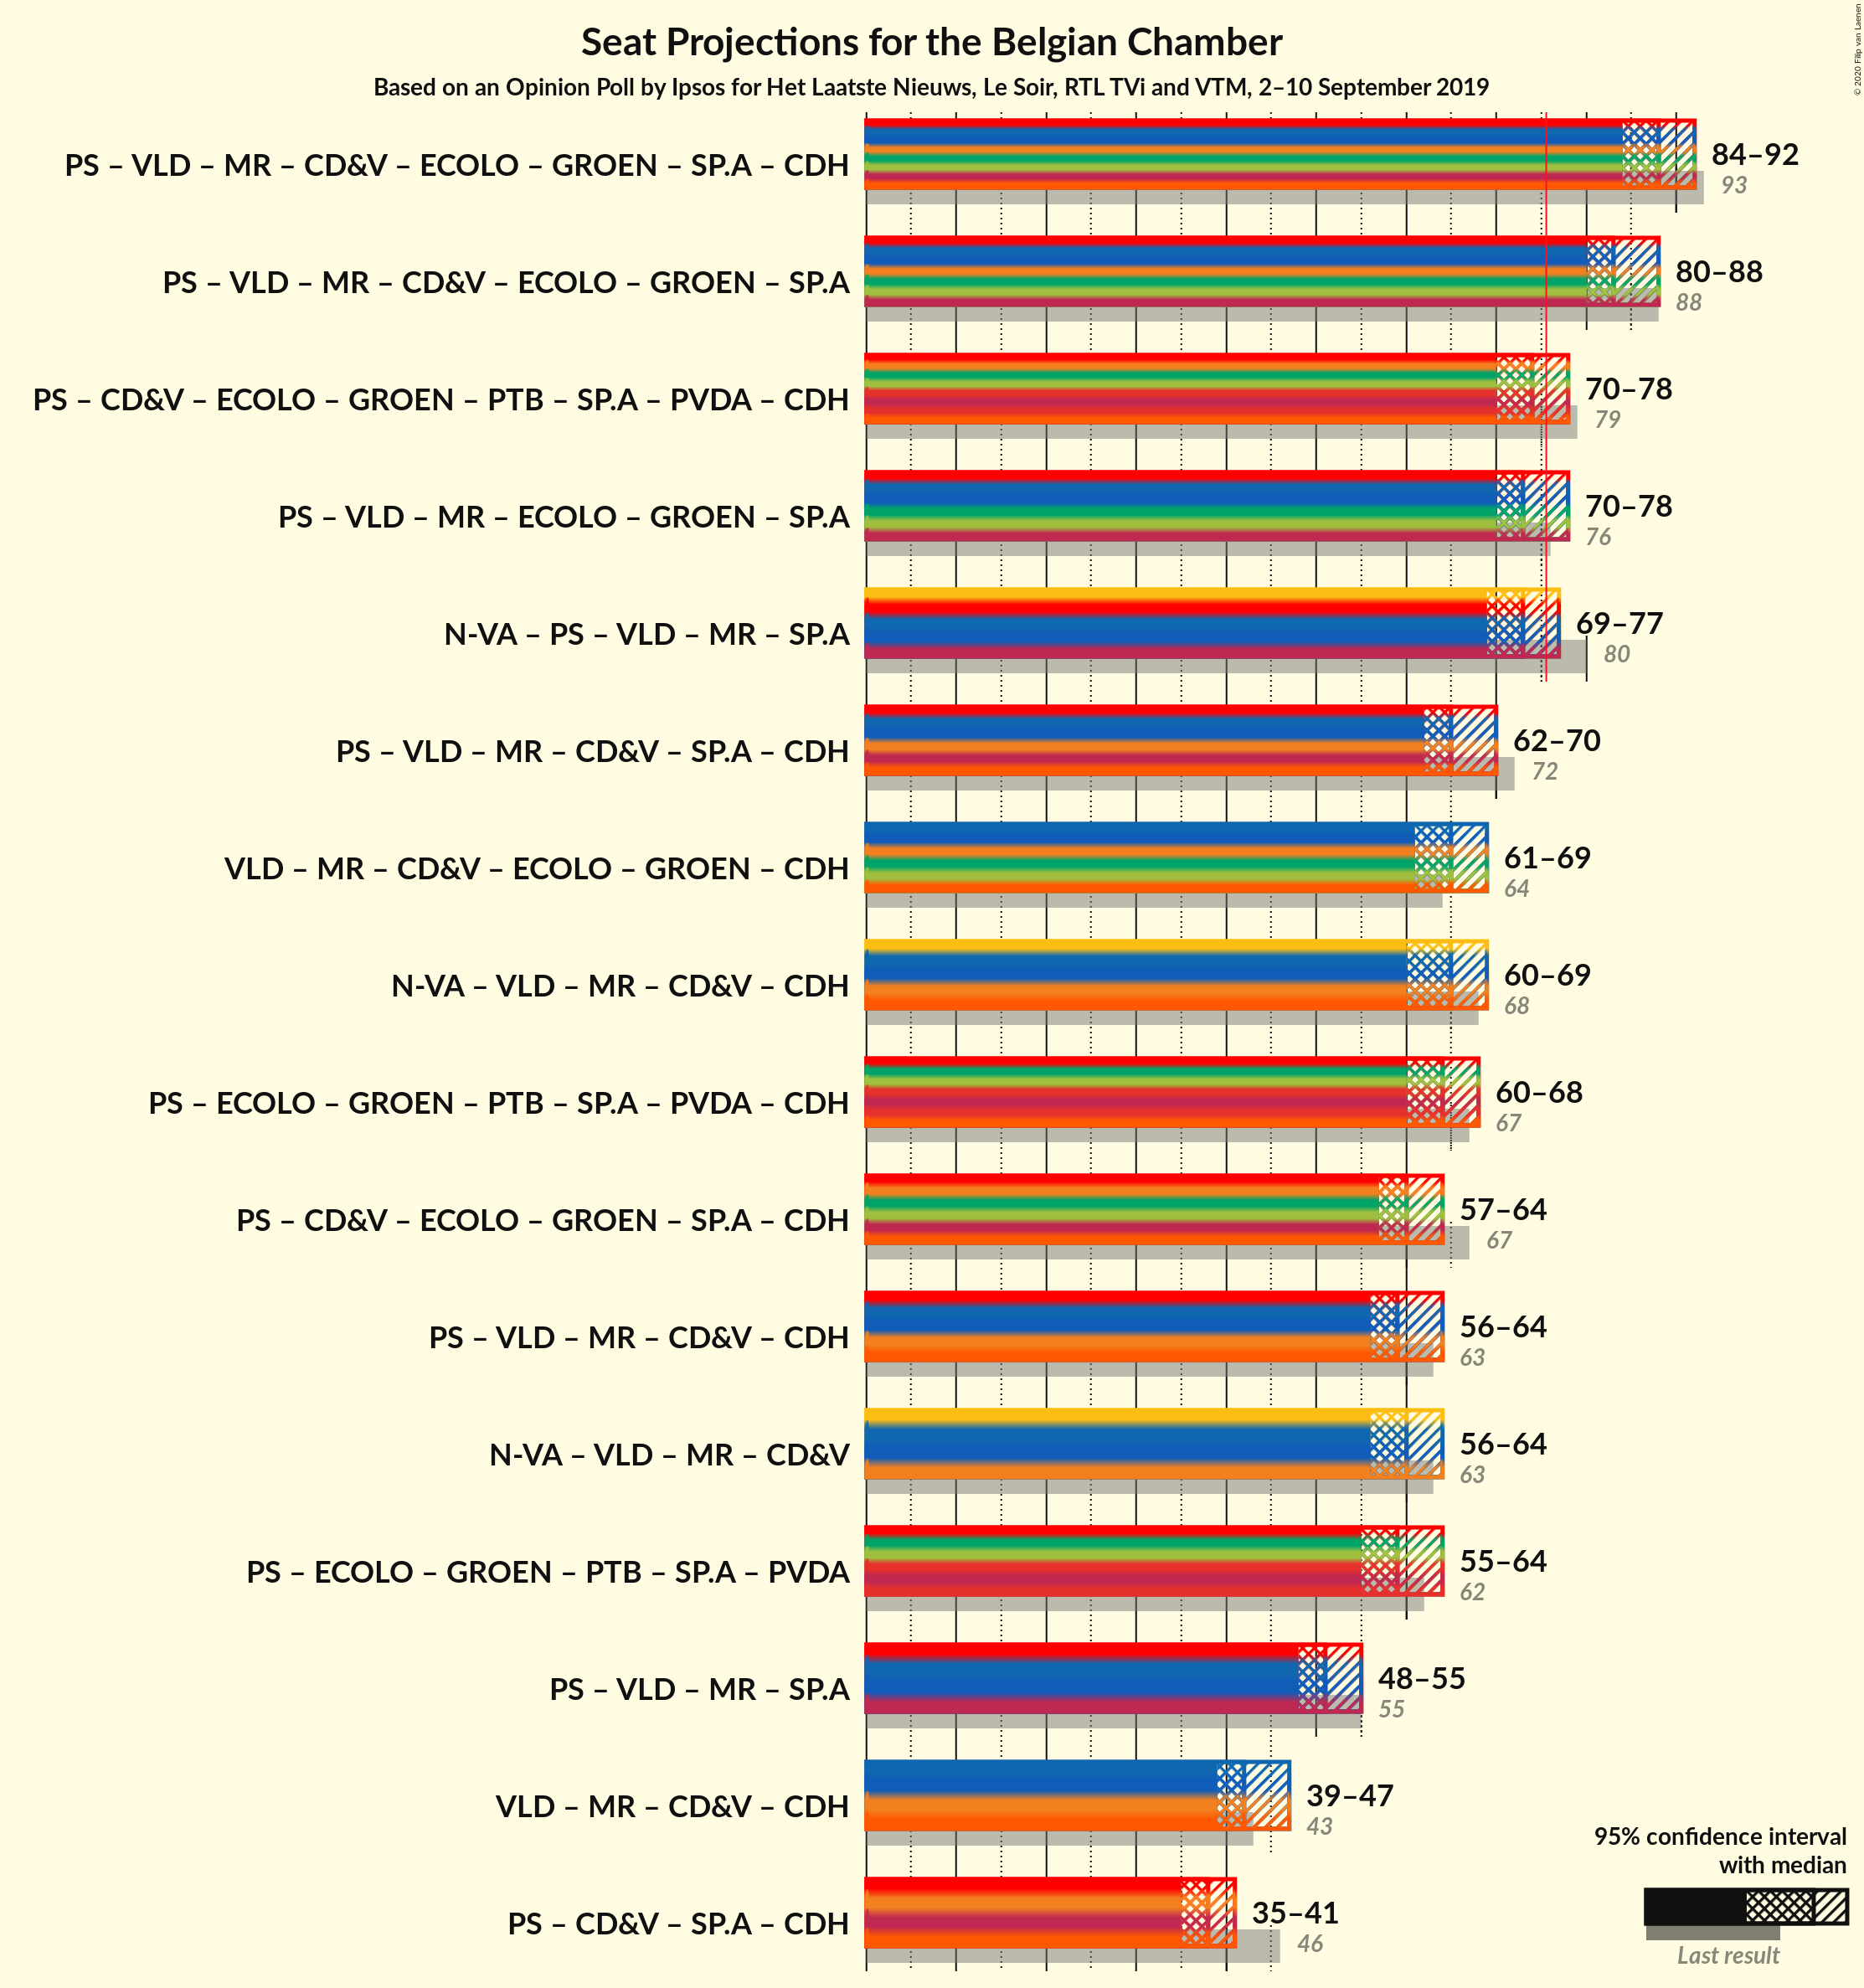 Seat Projections for the Belgian Chamber
Based on an Opinion Poll by Ipsos for Het Laatste Nieuws, Le Soir, RTL TVi and VTM, 2–10 September 2019
© 2020 Filip van Laenen
PS – VLD – MR – CD&V – ECOLO – GROEN – SP.A – CDH
84–92
93
PS – VLD – MR – CD&V – ECOLO – GROEN – SP.A
80–88
88
PS – CD&V – ECOLO – GROEN – PTB – SP.A – PVDA – CDH
70–78
79
PS – VLD – MR – ECOLO – GROEN – SP.A
70–78
76
N-VA – PS – VLD – MR – SP.A
69–77
80
PS – VLD – MR – CD&V – SP.A – CDH
62–70
72
VLD – MR – CD&V – ECOLO – GROEN – CDH
61–69
64
N-VA – VLD – MR – CD&V – CDH
60–69
68
PS – ECOLO – GROEN – PTB – SP.A – PVDA – CDH
60–68
67
PS – CD&V – ECOLO – GROEN – SP.A – CDH
57–64
67
PS – VLD – MR – CD&V – CDH
56–64
63
N-VA – VLD – MR – CD&V
56–64
63
PS – ECOLO – GROEN – PTB – SP.A – PVDA
55–64
62
PS – VLD – MR – SP.A
48–55
55
VLD – MR – CD&V – CDH
39–47
43
PS – CD&V – SP.A – CDH
35–41
46
95% confidence interval
with median
Last result